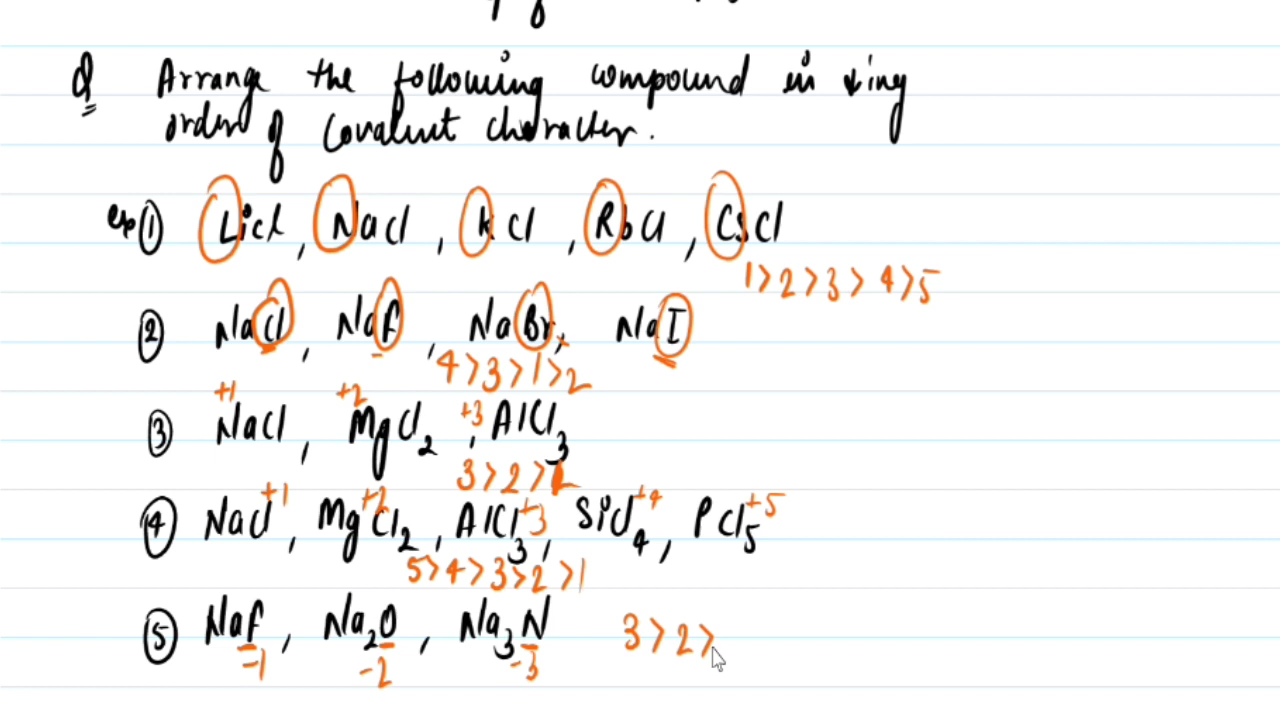 Q Arrange the following compound in ↓ing
order of Covalent character.
exp ① LiCl, NaCl, KCl, RbCl, CsCl
1>2>3>4>5
② NaCl, NaF, NaBr, NaI
4>3>1>2
+1 +2 +3
③ NaCl, MgCl2, AlCl3
3>2>1
+1 +2 +3 +4 +5
④ NaCl, MgCl2, AlCl3, SiCl4, PCl5
5>4>3>2>1
⑤ NaF, Na2O, Na3N 3>2>
-1 -2 -3